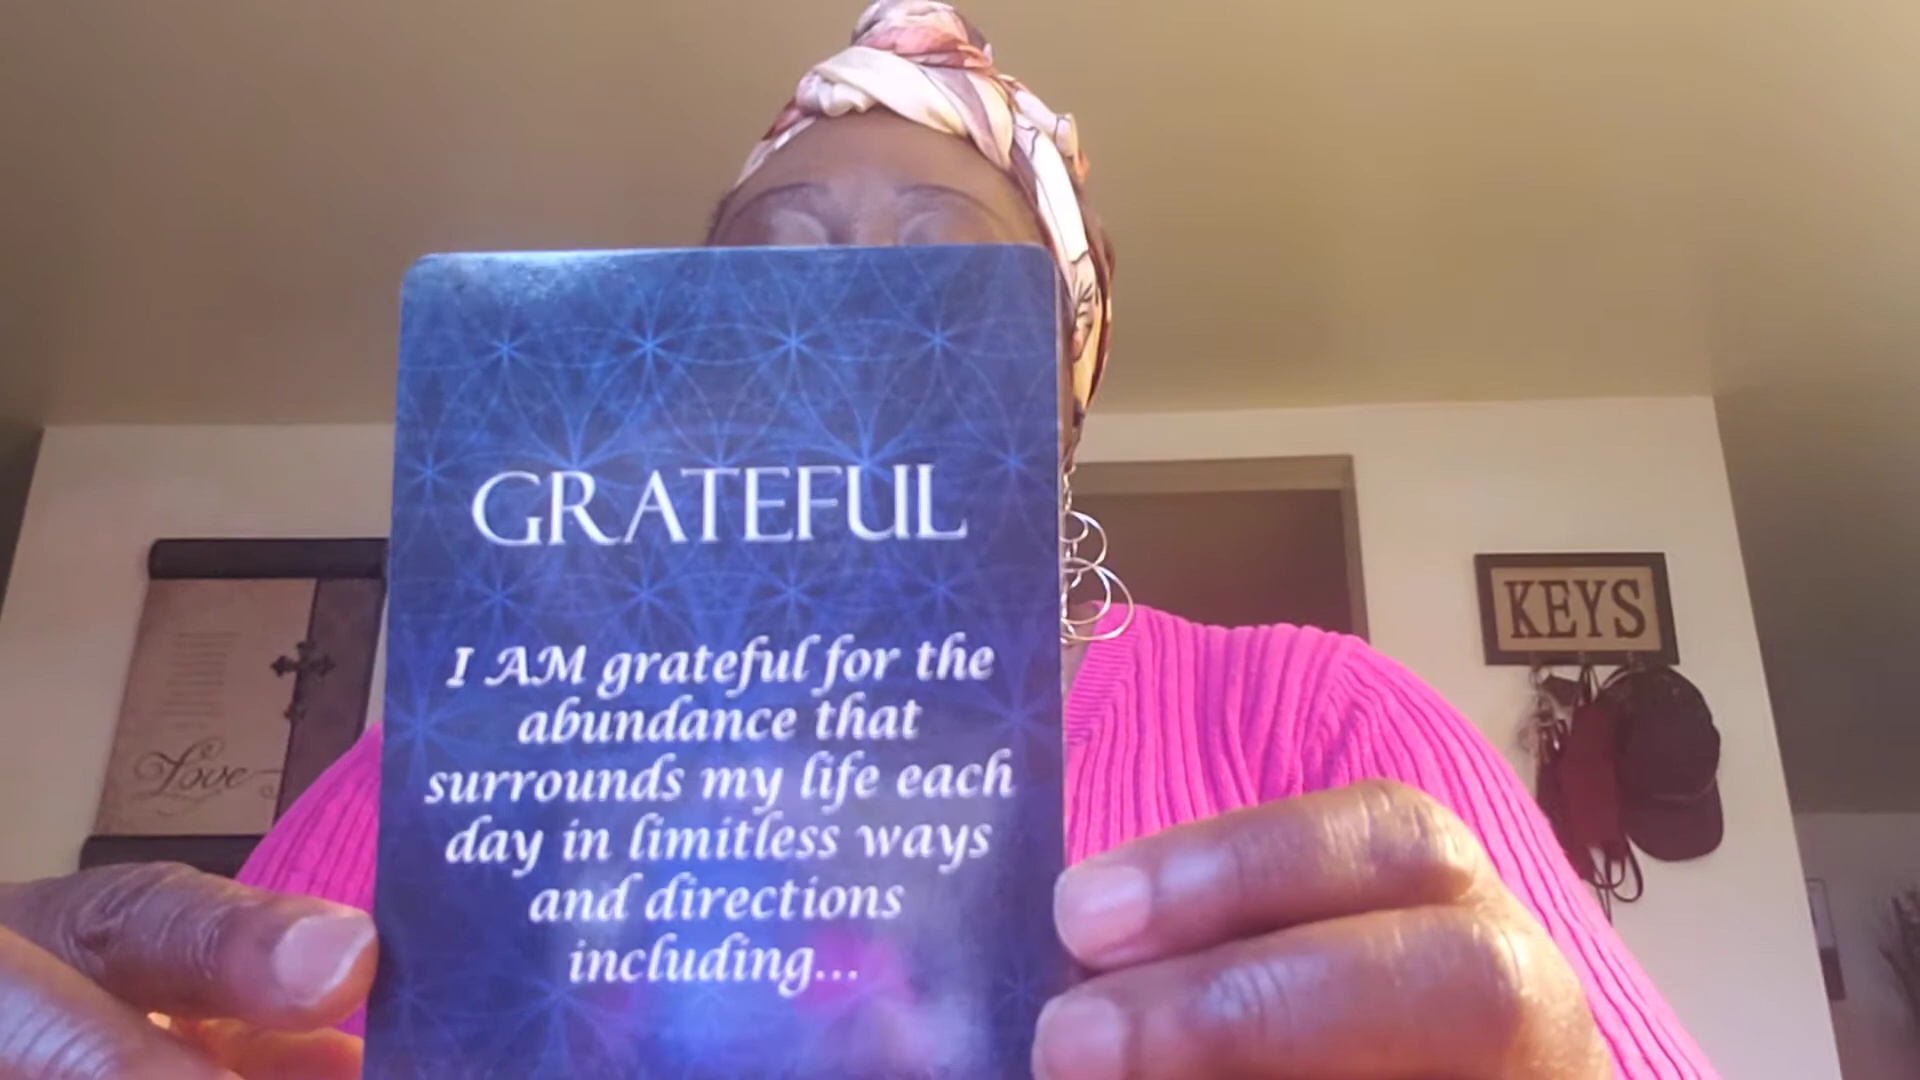 GRATEFUL
I AM grateful for the
abundance that
surrounds my life each
day in limitless ways
and directions
including...
KEYS
Love